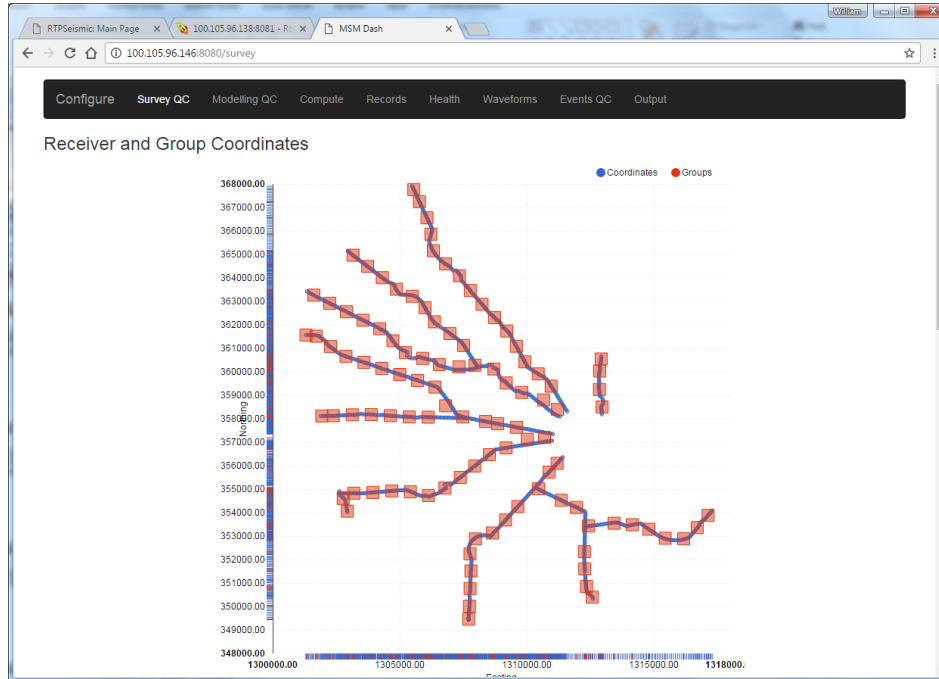 William
RTPSeismic: Main Page
100.105.96.138:8081 - Re
MSM Dash
100.105.96.146:8080/survey
Configure Survey QC Modelling QC Compute Records Health Waveforms Events QC Output
Receiver and Group Coordinates
Coordinates Groups
368000.00
367000.00
366000.00
365000.00
364000.00
363000.00
362000.00
361000.00
360000.00
359000.00
358000.00
Northing
357000.00
356000.00
355000.00
354000.00
353000.00
352000.00
351000.00
350000.00
349000.00
348000.00
1300000.00 1305000.00 1310000.00 1315000.00 1318000.
Easting